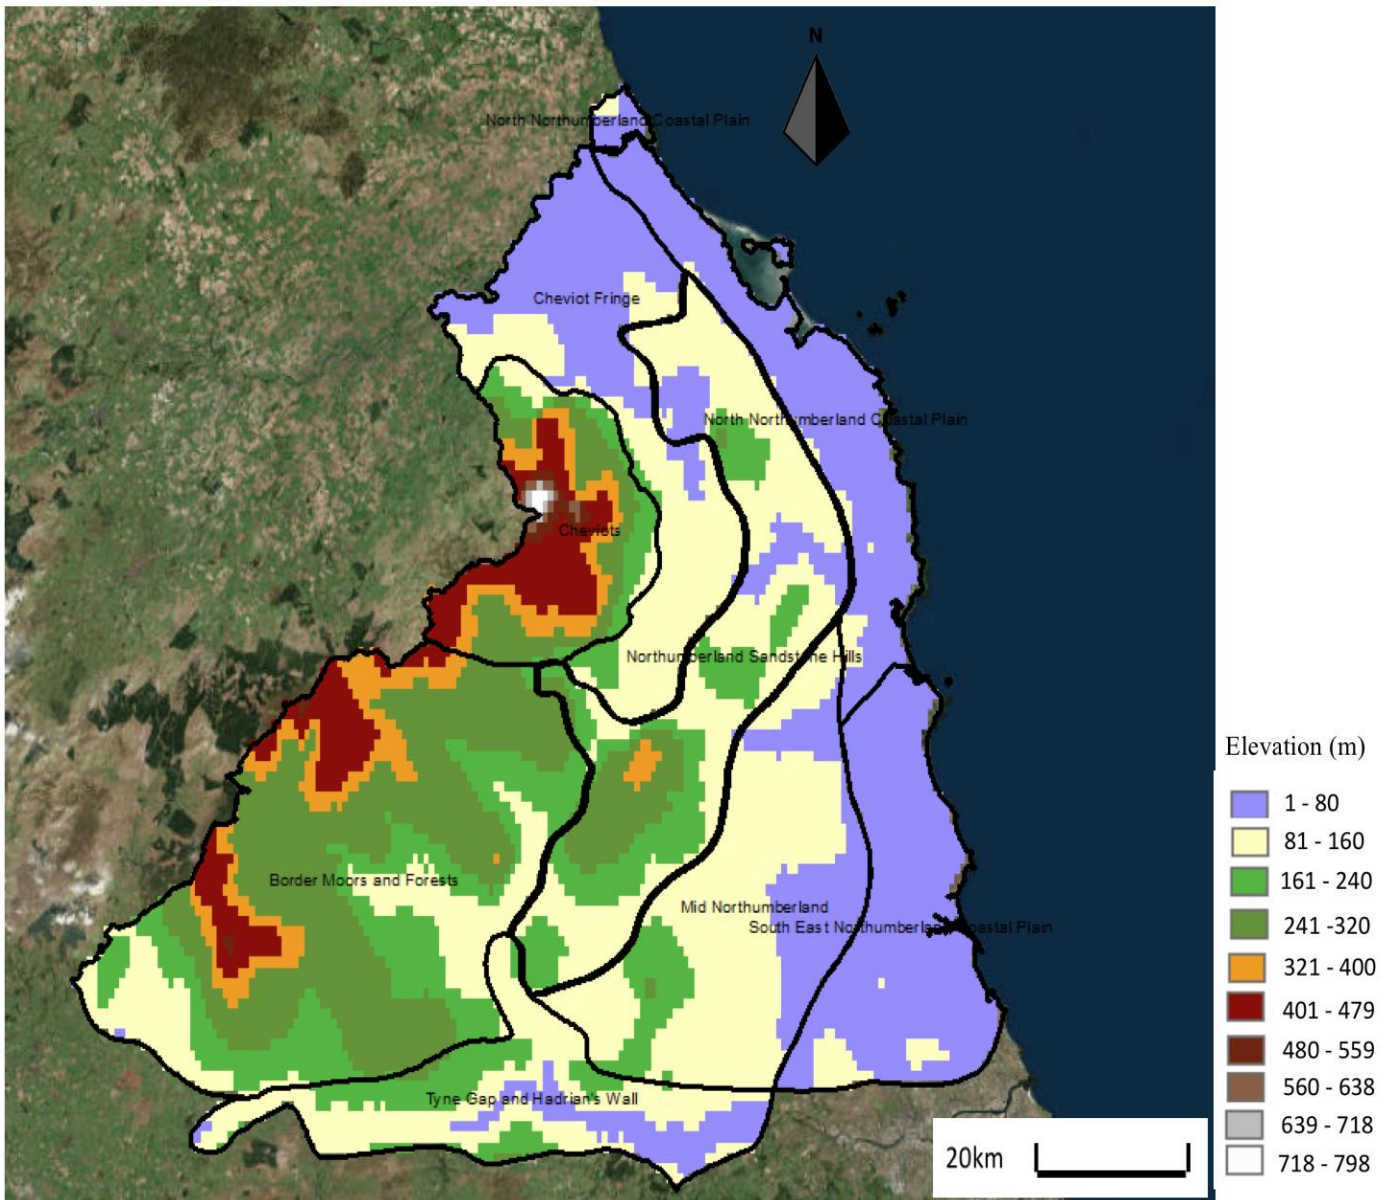 N
North Northumberland Coastal Plain
Cheviot Fringe
North Northumberland Coastal Plain
Cheviots
Northumberland Sandstone Hills
Border Moors and Forests
Mid Northumberland
South East Northumberland Coastal Plain
Tyne Gap and Hadrian's Wall
20km
Elevation (m)
1 - 80
81 - 160
161 - 240
241 -320
321 - 400
401 - 479
480 - 559
560 - 638
639 - 718
718 - 798